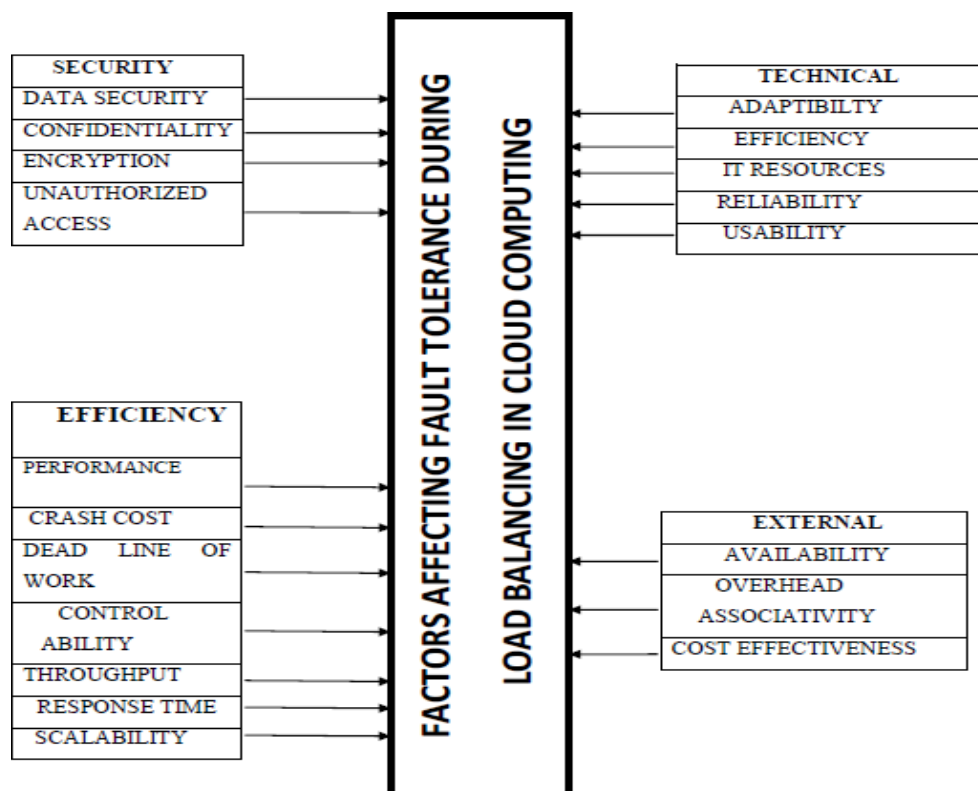 SECURITY
DATA SECURITY
CONFIDENTIALITY
ENCRYPTION
UNAUTHORIZED
ACCESS
EFFICIENCY
PERFORMANCE
CRASH COST
DEAD LINE OF
WORK
CONTROL
ABILITY
THROUGHPUT
RESPONSE TIME
SCALABILITY
FACTORS AFFECTING FAULT TOLERANCE DURING
LOAD BALANCING IN CLOUD COMPUTING
TECHNICAL
ADAPTIBILTY
EFFICIENCY
IT RESOURCES
RELIABILITY
USABILITY
EXTERNAL
AVAILABILITY
OVERHEAD
ASSOCIATIVITY
COST EFFECTIVENESS